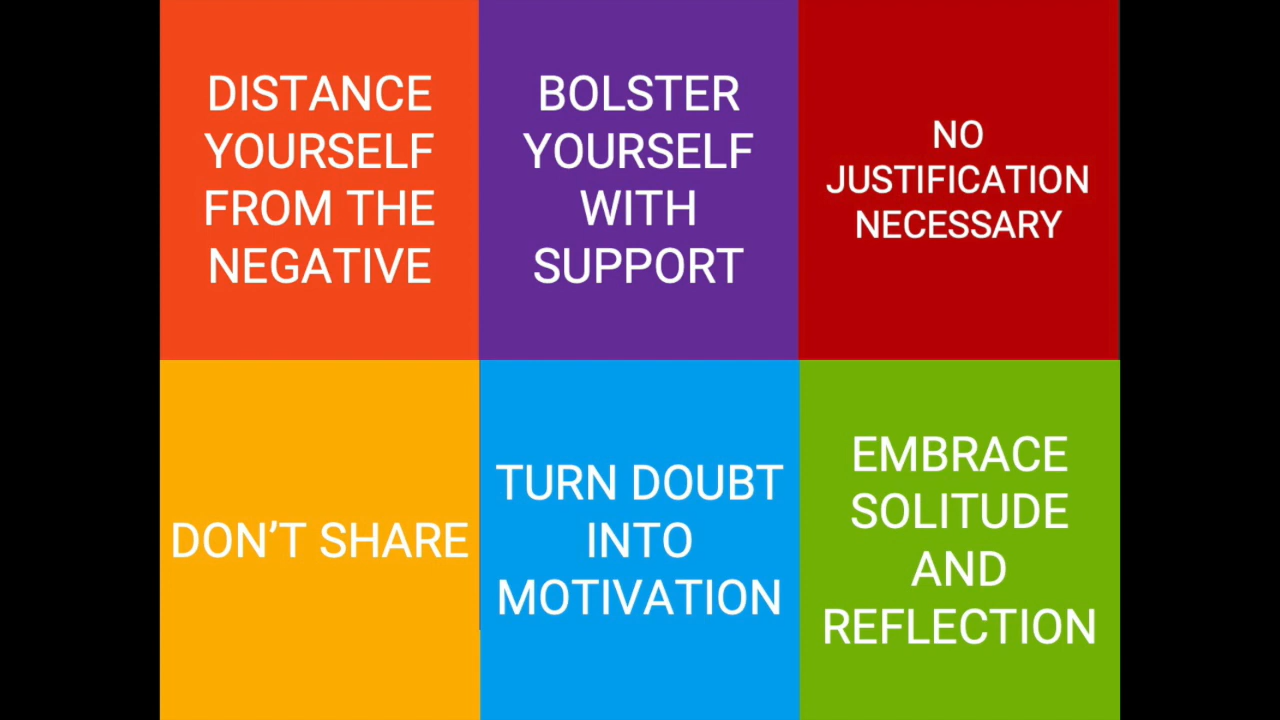 DISTANCE
YOURSELF
FROM THE
NEGATIVE
BOLSTER
YOURSELF
WITH
SUPPORT
NO
JUSTIFICATION
NECESSARY
DON’T SHARE
TURN DOUBT
INTO
MOTIVATION
EMBRACE
SOLITUDE
AND
REFLECTION